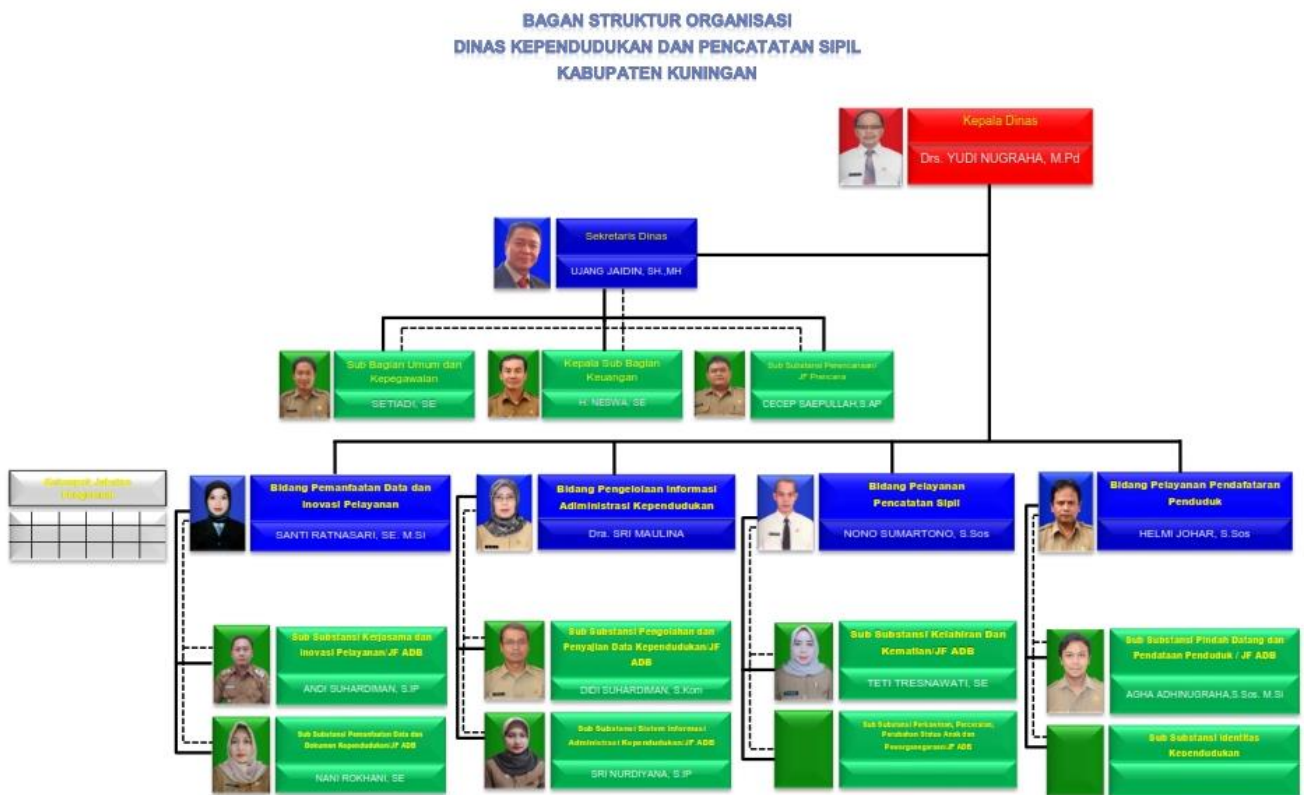 BAGAN STRUKTUR ORGANISASI
DINAS KEPENDUDUKAN DAN PENCATATAN SIPIL
KABUPATEN KUNINGAN
Kepala Dinas
Drs. YUDI NUGRAHA, M.Pd
Sekretaris Dinas
UJANG JAIDIN, SH.,MH
Sub Bagian Umum dan
Kepegawaian
SETIADI, SE
Kepala Sub Bagian
Keuangan
H. NESWA, SE
Sub Substansi Perencanaan/
JF Prencana
CECEP SAEPULLAH,S.AP
Kelompok Jabatan
Fungsional
Bidang Pemanfaatan Data dan
Inovasi Pelayanan
SANTI RATNASARI, SE. M.Si
Bidang Pengelolaan Informasi
Adiministrasi Kependudukan
Dra. SRI MAULINA
Bidang Pelayanan
Pencatatan Sipil
NONO SUMARTONO, S.Sos
Bidang Pelayanan Pendafataran
Penduduk
HELMI JOHAR, S.Sos
Sub Substansi Kerjosama dan
Inovasi Pelayanan/JF ADB
ANDI SUHARDIMAN, S.IP
Sub Substansi Pengolahan dan
Penyajian Data Kependudukan/JF
ADB
DIDI SUHARDIMAN, S.Kom
Sub Substansi Kelahiran Dan
Kematian/JF ADB
TETI TRESNAWATI, SE
Sub Substansi Pindah Datang dan
Pendataan Penduduk / JF ADB
AGHA ADHINUGRAHA,S.Sos. M.Si
Sub Substansi Pemanfaatan Data dan
Dokumen Kependudukan/JF ADB
NANI ROKHANI, SE
Sub Substansi Sistem Informasi
Administrasi Kependudukan/JF ADB
SRI NURDIYANA, S.IP
Sub Substansi Perkawinan, Perceraian,
Perubahan Status Anak dan
Pewarganegaraan/JF ADB
Sub Substansi Identitas
Kependudukan